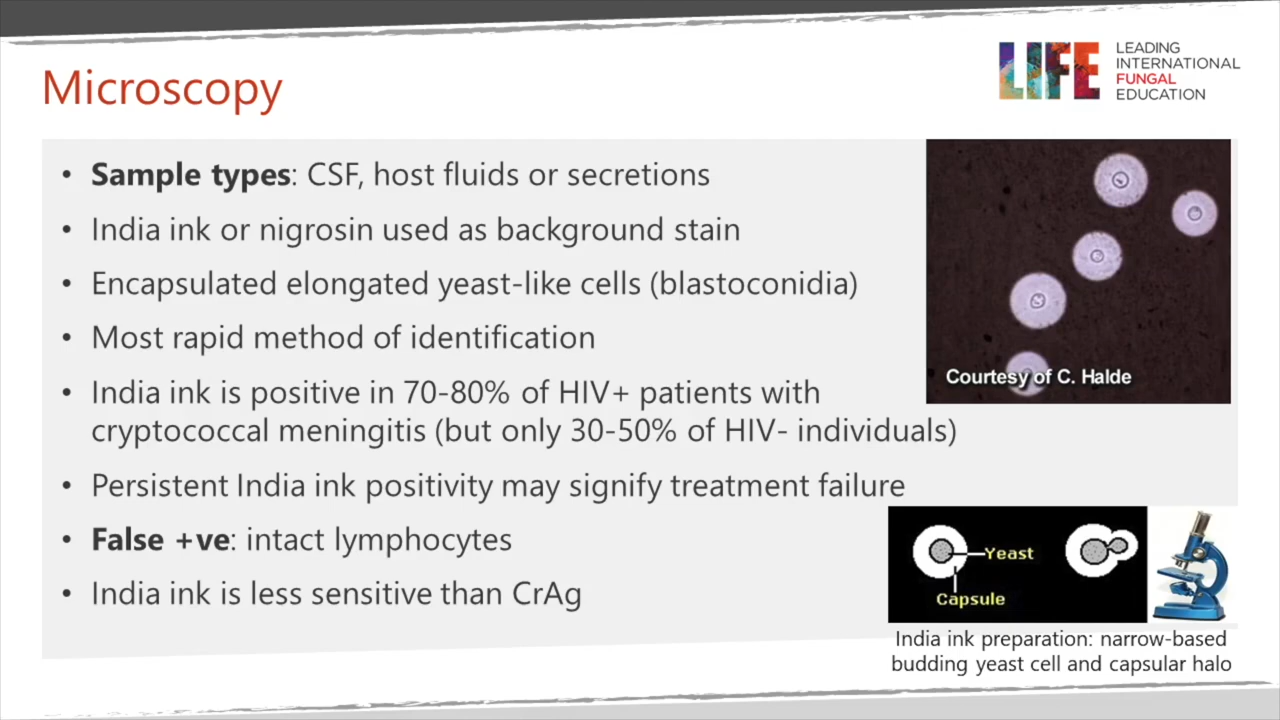 LIFE
LEADING
INTERNATIONAL
FUNGAL
EDUCATION
Microscopy
• Sample types: CSF, host fluids or secretions
• India ink or nigrosin used as background stain
• Encapsulated elongated yeast-like cells (blastoconidia)
• Most rapid method of identification
• India ink is positive in 70-80% of HIV+ patients with
cryptococcal meningitis (but only 30-50% of HIV- individuals)
• Persistent India ink positivity may signify treatment failure
• False +ve: intact lymphocytes
• India ink is less sensitive than CrAg
Courtesy of C. Halde
Yeast
Capsule
India ink preparation: narrow-based
budding yeast cell and capsular halo